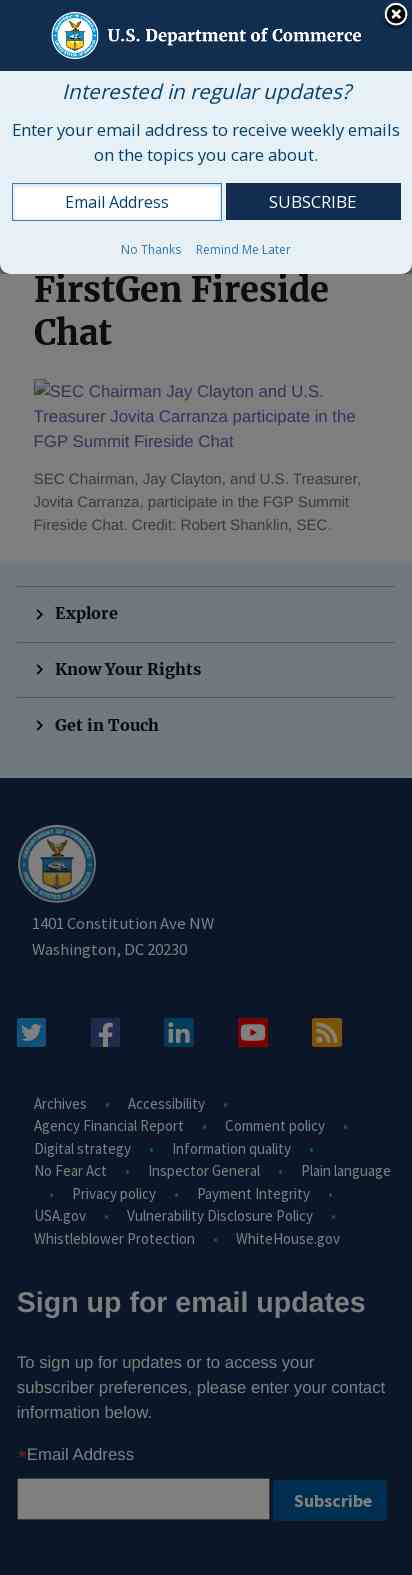 U.S. Department of Commerce
Interested in regular updates?
Enter your email address to receive weekly emails
on the topics you care about.
Email Address
SUBSCRIBE
No Thanks
Remind Me Later
FirstGen Fireside
Chat
SEC Chairman Jay Clayton and U.S.
Treasurer Jovita Carranza participate in the
FGP Summit Fireside Chat
SEC Chairman, Jay Clayton, and U.S. Treasurer,
Jovita Carranza, participate in the FGP Summit
Fireside Chat. Credit: Robert Shanklin, SEC.
Explore
Know Your Rights
Get in Touch
1401 Constitution Ave NW
Washington, DC 20230
Archives • Accessibility •
Agency Financial Report • Comment policy •
Digital strategy • Information quality •
No Fear Act • Inspector General • Plain language
• Privacy policy • Payment Integrity •
USA.gov • Vulnerability Disclosure Policy •
Whistleblower Protection • WhiteHouse.gov
Sign up for email updates
To sign up for updates or to access your
subscriber preferences, please enter your contact
information below.
*Email Address
Subscribe